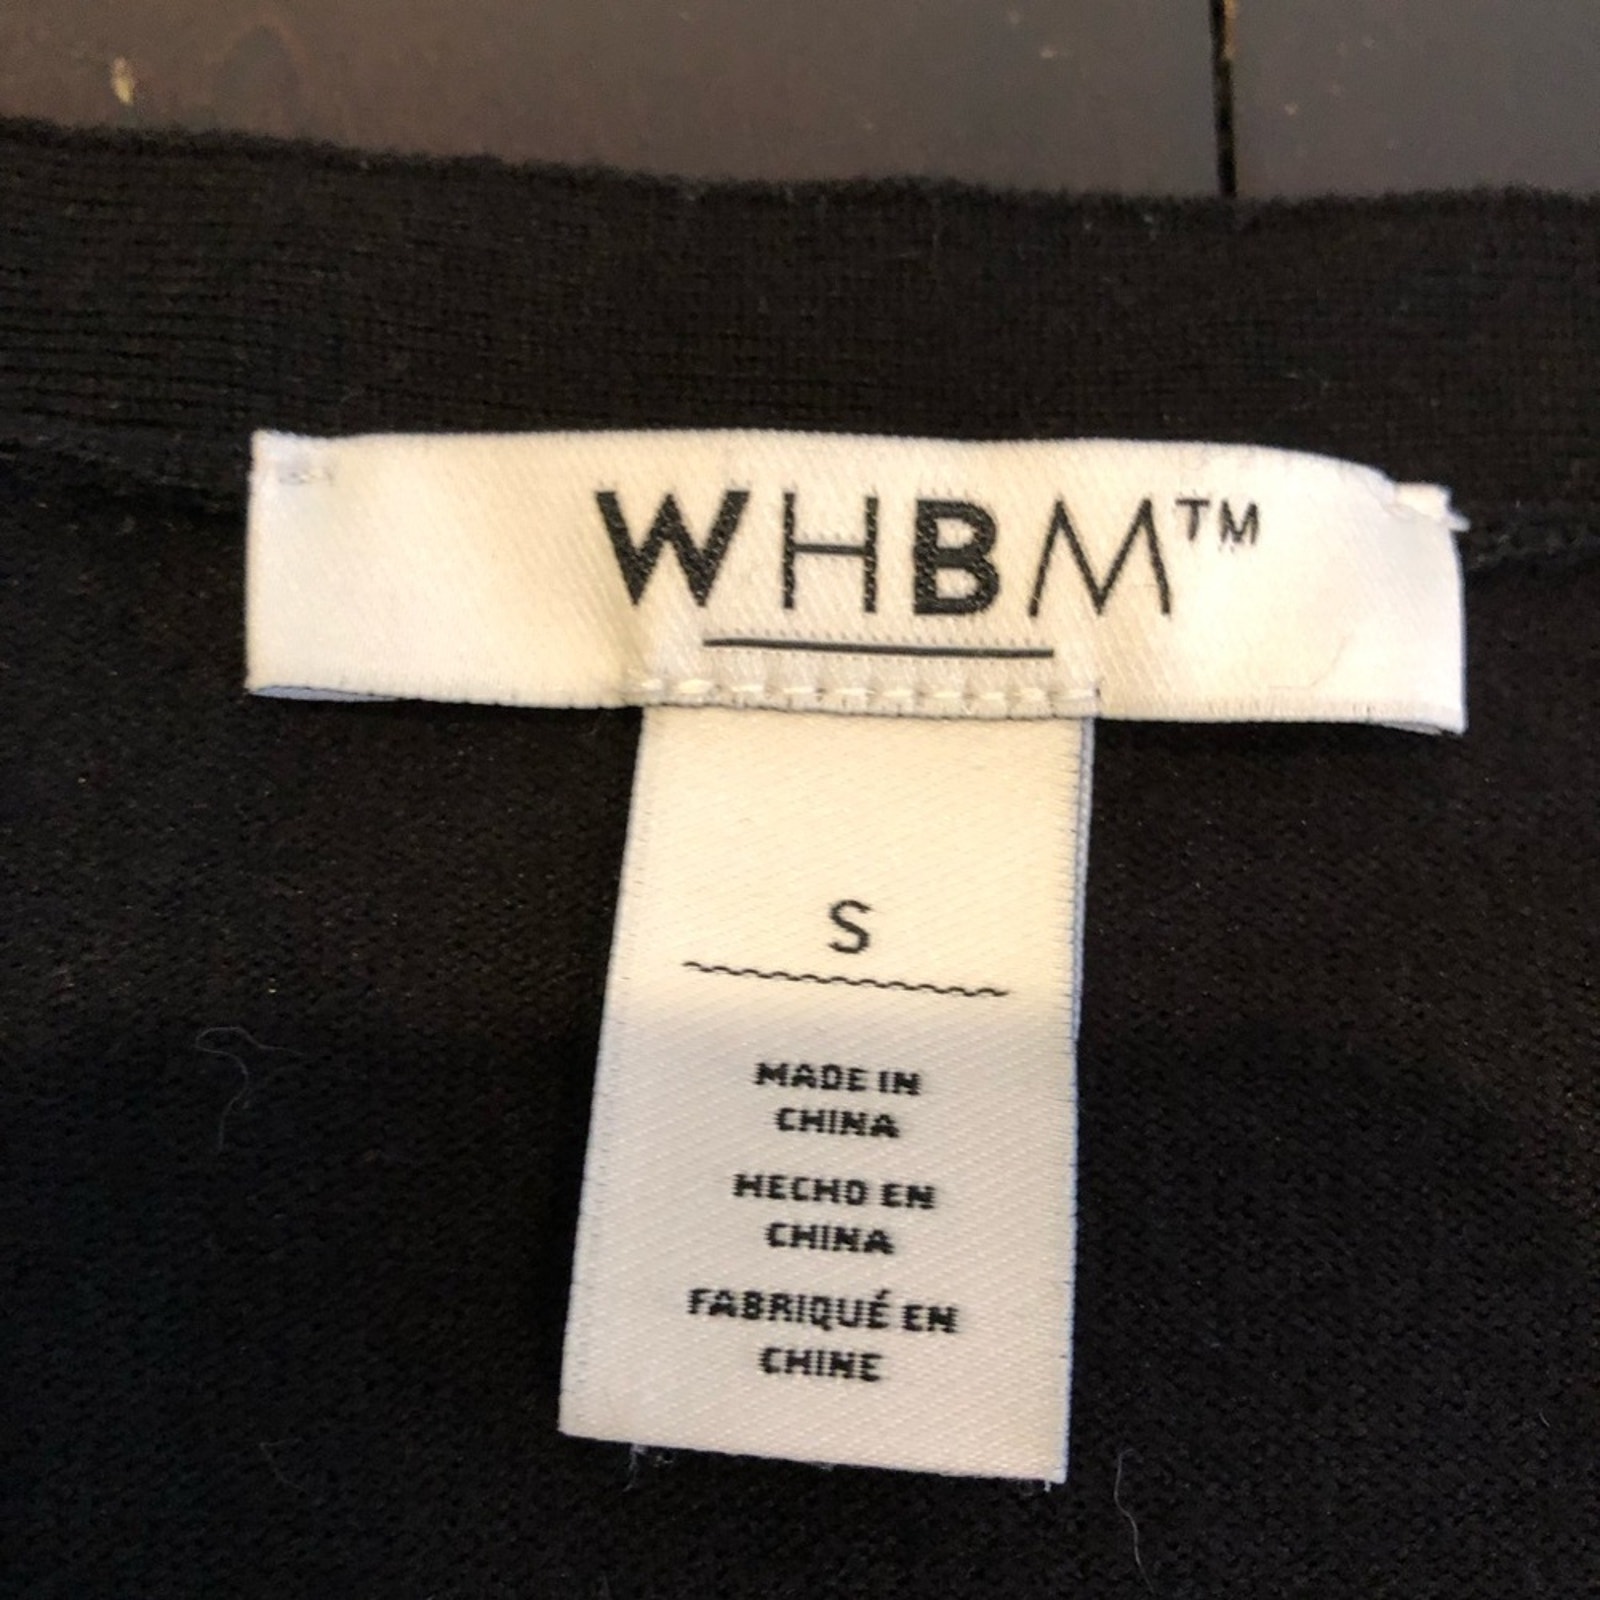 WHBM™
S
MADE IN
CHINA
HECHO EN
CHINA
FABRIQUÉ EN
CHINE